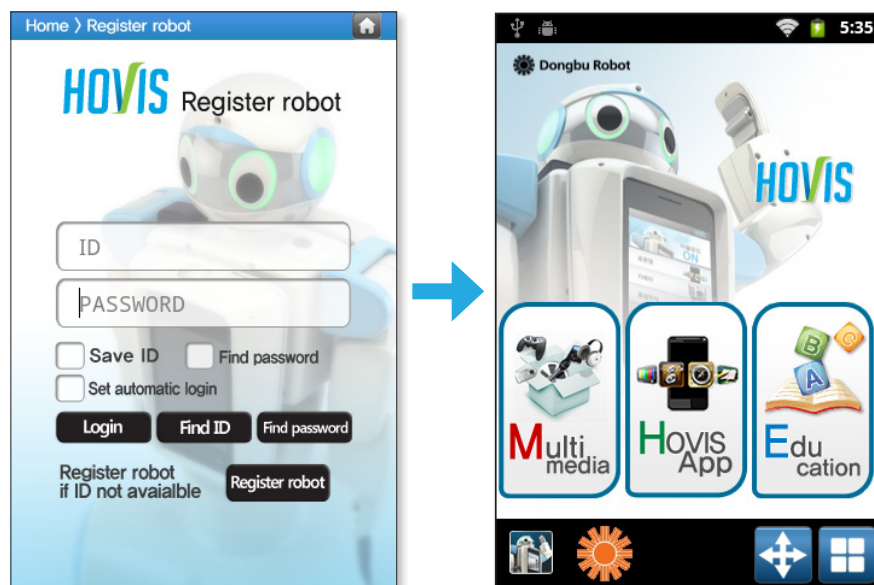 Home 〉 Register robot
HOVIS Register robot
ID
PASSWORD
Save ID
Find password
Set automatic login
Login
Find ID
Find password
Register robot
if ID not avaialble
Register robot
5:35
Dongbu Robot
HOVIS
ON
Multi
media
HOVIS
App
Edu
cation
B
C
A